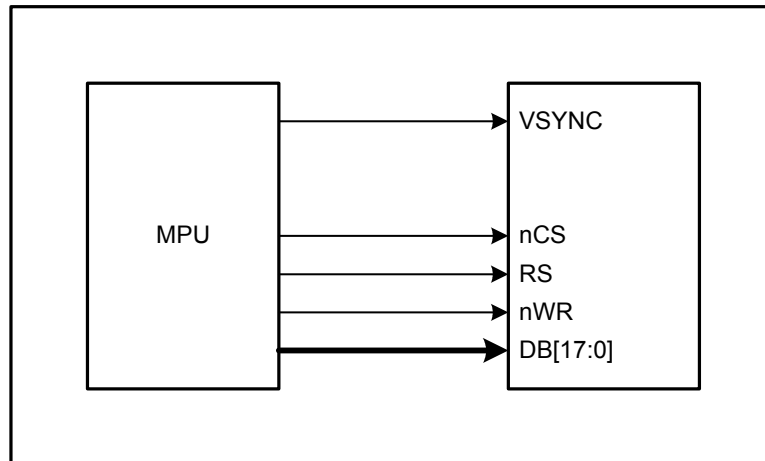 VSYNC
MPU
nCS
RS
nWR
DB[17:0]